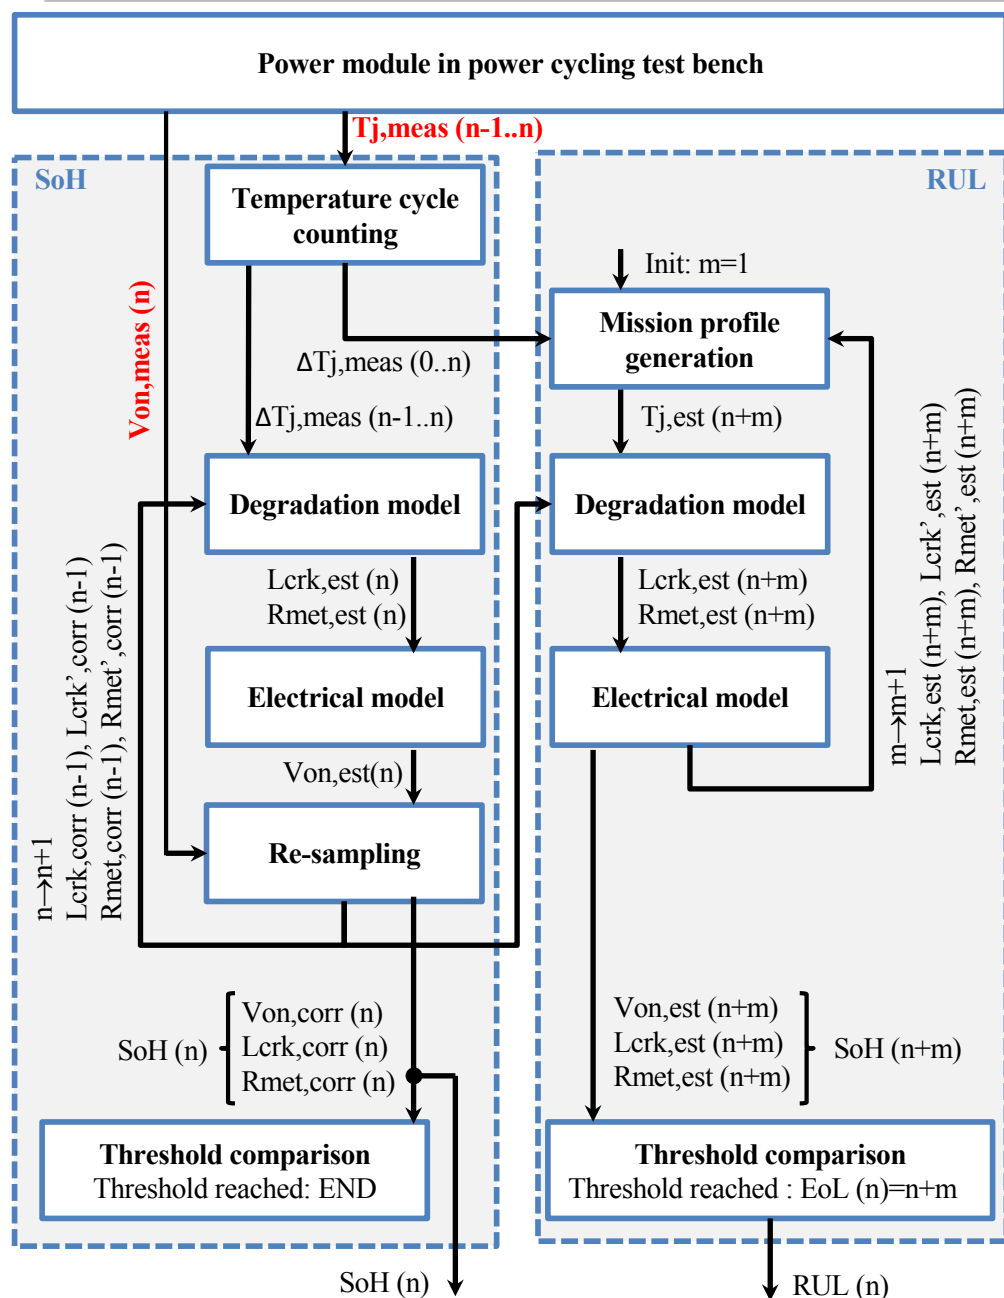 Power module in power cycling test bench
Tj,meas (n-1..n)
SoH
RUL
Temperature cycle
counting
Von,meas (n)
Init: m=1
Mission profile
generation
ΔTj,meas (0..n)
ΔTj,meas (n-1..n)
Tj,est (n+m)
Degradation model
Degradation model
Lcrk,est (n)
Rmet,est (n)
Lcrk,est (n+m)
Rmet,est (n+m)
Electrical model
Electrical model
m→m+1
Lcrk,est (n+m), Lcrk’,est (n+m)
Rmet,est (n+m), Rmet’,est (n+m)
n→n+1
Lcrk,corr (n-1), Lcrk’,corr (n-1)
Rmet,corr (n-1), Rmet’,corr (n-1)
Von,est(n)
Re-sampling
SoH (n)
Von,corr (n)
Lcrk,corr (n)
Rmet,corr (n)
Von,est (n+m)
Lcrk,est (n+m)
Rmet,est (n+m)
SoH (n+m)
Threshold comparison
Threshold reached: END
Threshold comparison
Threshold reached : EoL (n)=n+m
SoH (n)
RUL (n)